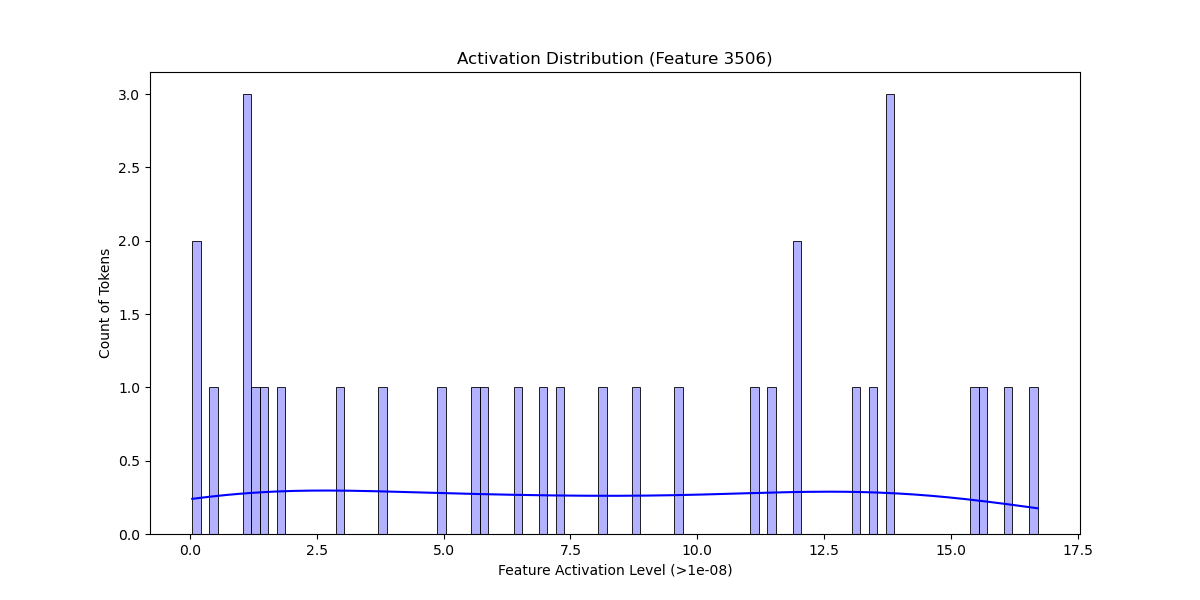 Activation Distribution (Feature 3506)
3.0
2.5
2.0
1.5
1.0
0.5
0.0
Count of Tokens
0.0 2.5 5.0 7.5 10.0 12.5 15.0 17.5
Feature Activation Level (>1e-08)